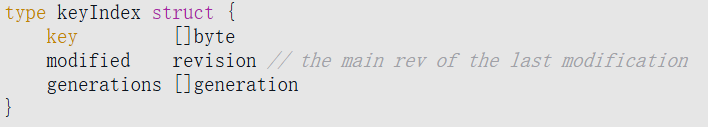 type keyIndex struct {
    key         []byte
    modified    revision // the main rev of the last modification
    generations []generation
}